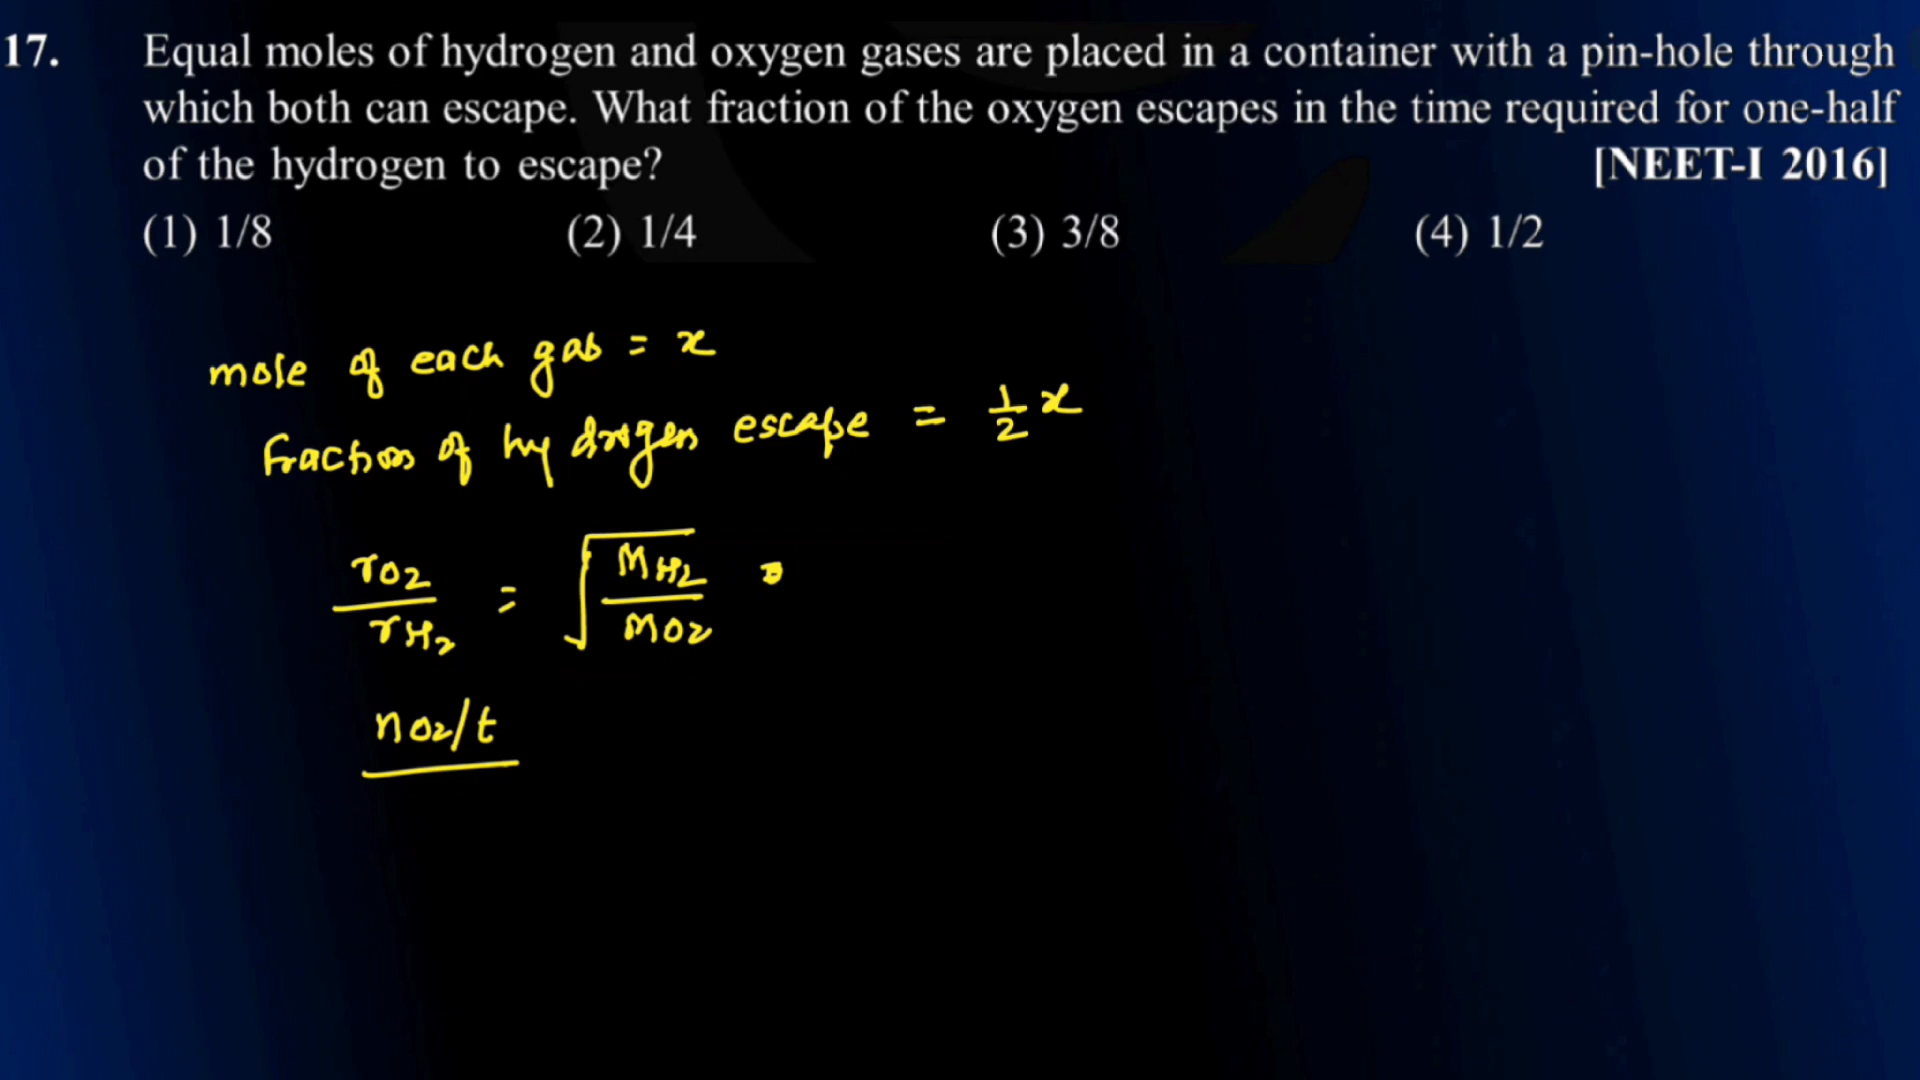 17. Equal moles of hydrogen and oxygen gases are placed in a container with a pin-hole through
which both can escape. What fraction of the oxygen escapes in the time required for one-half
of the hydrogen to escape? [NEET-I 2016]
(1) 1/8 (2) 1/4 (3) 3/8 (4) 1/2
mole of each gas = x
fraction of hydrogen escape = 1/2 x
rO2/rH2 = √(MH2/MO2) =
nO2/t